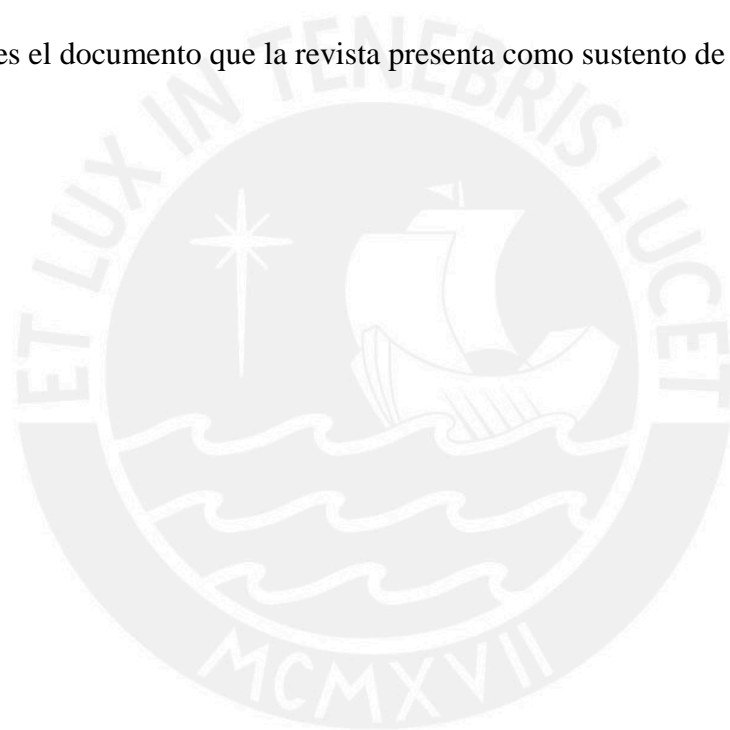 es el documento que la revista presenta como sustento de
ET LUX IN TENEBRIS LUCET
MCMXVII